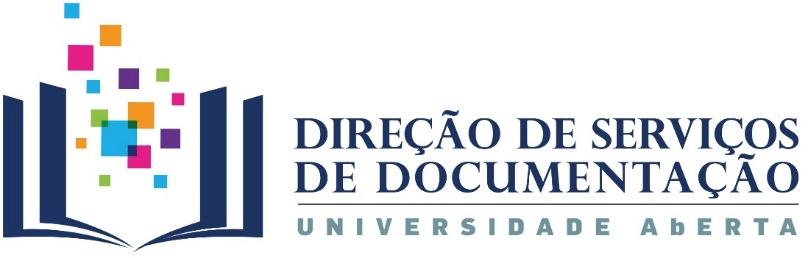 DIREÇÃO DE SERVIÇOS
DE DOCUMENTAÇÃO
UNIVERSIDADE AbERTA